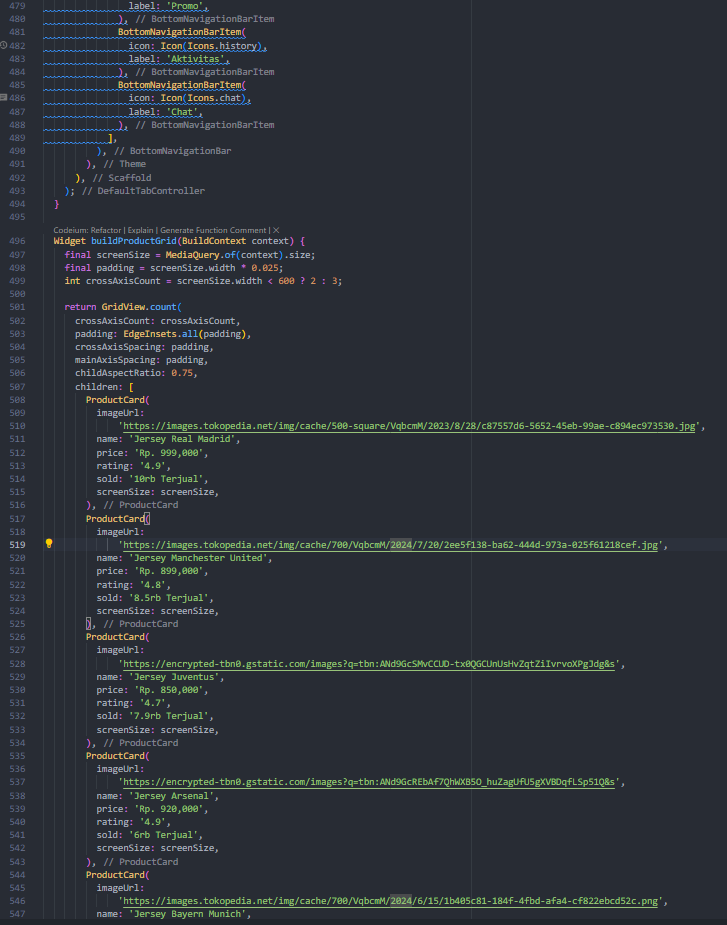 479 label: 'Promo',
480 ), // BottomNavigationBarItem
481 BottomNavigationBarItem(
482 icon: Icon(Icons.history),
483 label: 'Aktivitas',
484 ), // BottomNavigationBarItem
485 BottomNavigationBarItem(
486 icon: Icon(Icons.chat),
487 label: 'Chat',
488 ), // BottomNavigationBarItem
489 ],
490 ), // BottomNavigationBar
491 ), // Theme
492 ), // Scaffold
493 ); // DefaultTabController
494 }
495
Codeium: Refactor | Explain | Generate Function Comment | X
496 Widget buildProductGrid(BuildContext context) {
497 final screenSize = MediaQuery.of(context).size;
498 final padding = screenSize.width * 0.025;
499 int crossAxisCount = screenSize.width < 600 ? 2 : 3;
500
501 return GridView.count(
502 crossAxisCount: crossAxisCount,
503 padding: EdgeInsets.all(padding),
504 crossAxisSpacing: padding,
505 mainAxisSpacing: padding,
506 childAspectRatio: 0.75,
507 children: [
508 ProductCard(
509 imageUrl:
510 'https://images.tokopedia.net/img/cache/500-square/VqbcmM/2023/8/28/c87557d6-5652-45eb-99ae-c894ec973530.jpg',
511 name: 'Jersey Real Madrid',
512 price: 'Rp. 999,000',
513 rating: '4.9',
514 sold: '10rb Terjual',
515 screenSize: screenSize,
516 ), // ProductCard
517 ProductCard(
518 imageUrl:
519 'https://images.tokopedia.net/img/cache/700/VqbcmM/2024/7/20/2ee5f138-ba62-444d-973a-025f61218cef.jpg',
520 name: 'Jersey Manchester United',
521 price: 'Rp. 899,000',
522 rating: '4.8',
523 sold: '8.5rb Terjual',
524 screenSize: screenSize,
525 ), // ProductCard
526 ProductCard(
527 imageUrl:
528 'https://encrypted-tbn0.gstatic.com/images?q=tbn:ANd9GcSMvCCUD-tx0QGCUnUsHvZqtZiIvrvoXPgJdg&s',
529 name: 'Jersey Juventus',
530 price: 'Rp. 850,000',
531 rating: '4.7',
532 sold: '7.9rb Terjual',
533 screenSize: screenSize,
534 ), // ProductCard
535 ProductCard(
536 imageUrl:
537 'https://encrypted-tbn0.gstatic.com/images?q=tbn:ANd9GcREbAf7QhWXB5O_huZagUfU5gXVBDqfLSp51Q&s',
538 name: 'Jersey Arsenal',
539 price: 'Rp. 920,000',
540 rating: '4.9',
541 sold: '6rb Terjual',
542 screenSize: screenSize,
543 ), // ProductCard
544 ProductCard(
545 imageUrl:
546 'https://images.tokopedia.net/img/cache/700/VqbcmM/2024/6/15/1b405c81-184f-4fbd-afa4-cf822ebcd52c.png',
547 name: 'Jersey Bayern Munich',